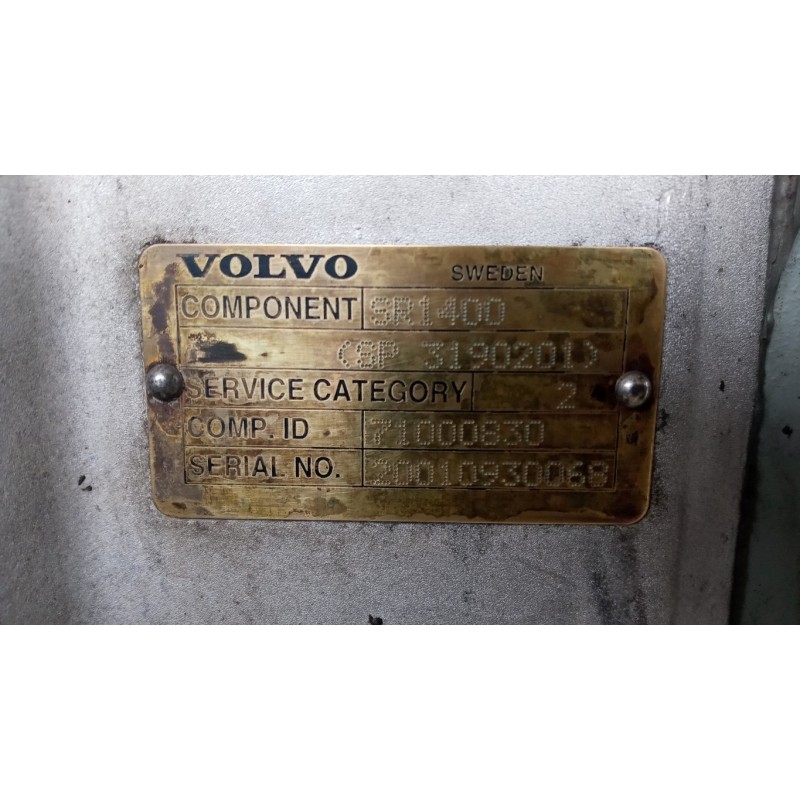 VOLVO SWEDEN
COMPONENT SR1400
(SP 3190201)
SERVICE CATEGORY 2
COMP. ID 71000830
SERIAL NO. 20010930068